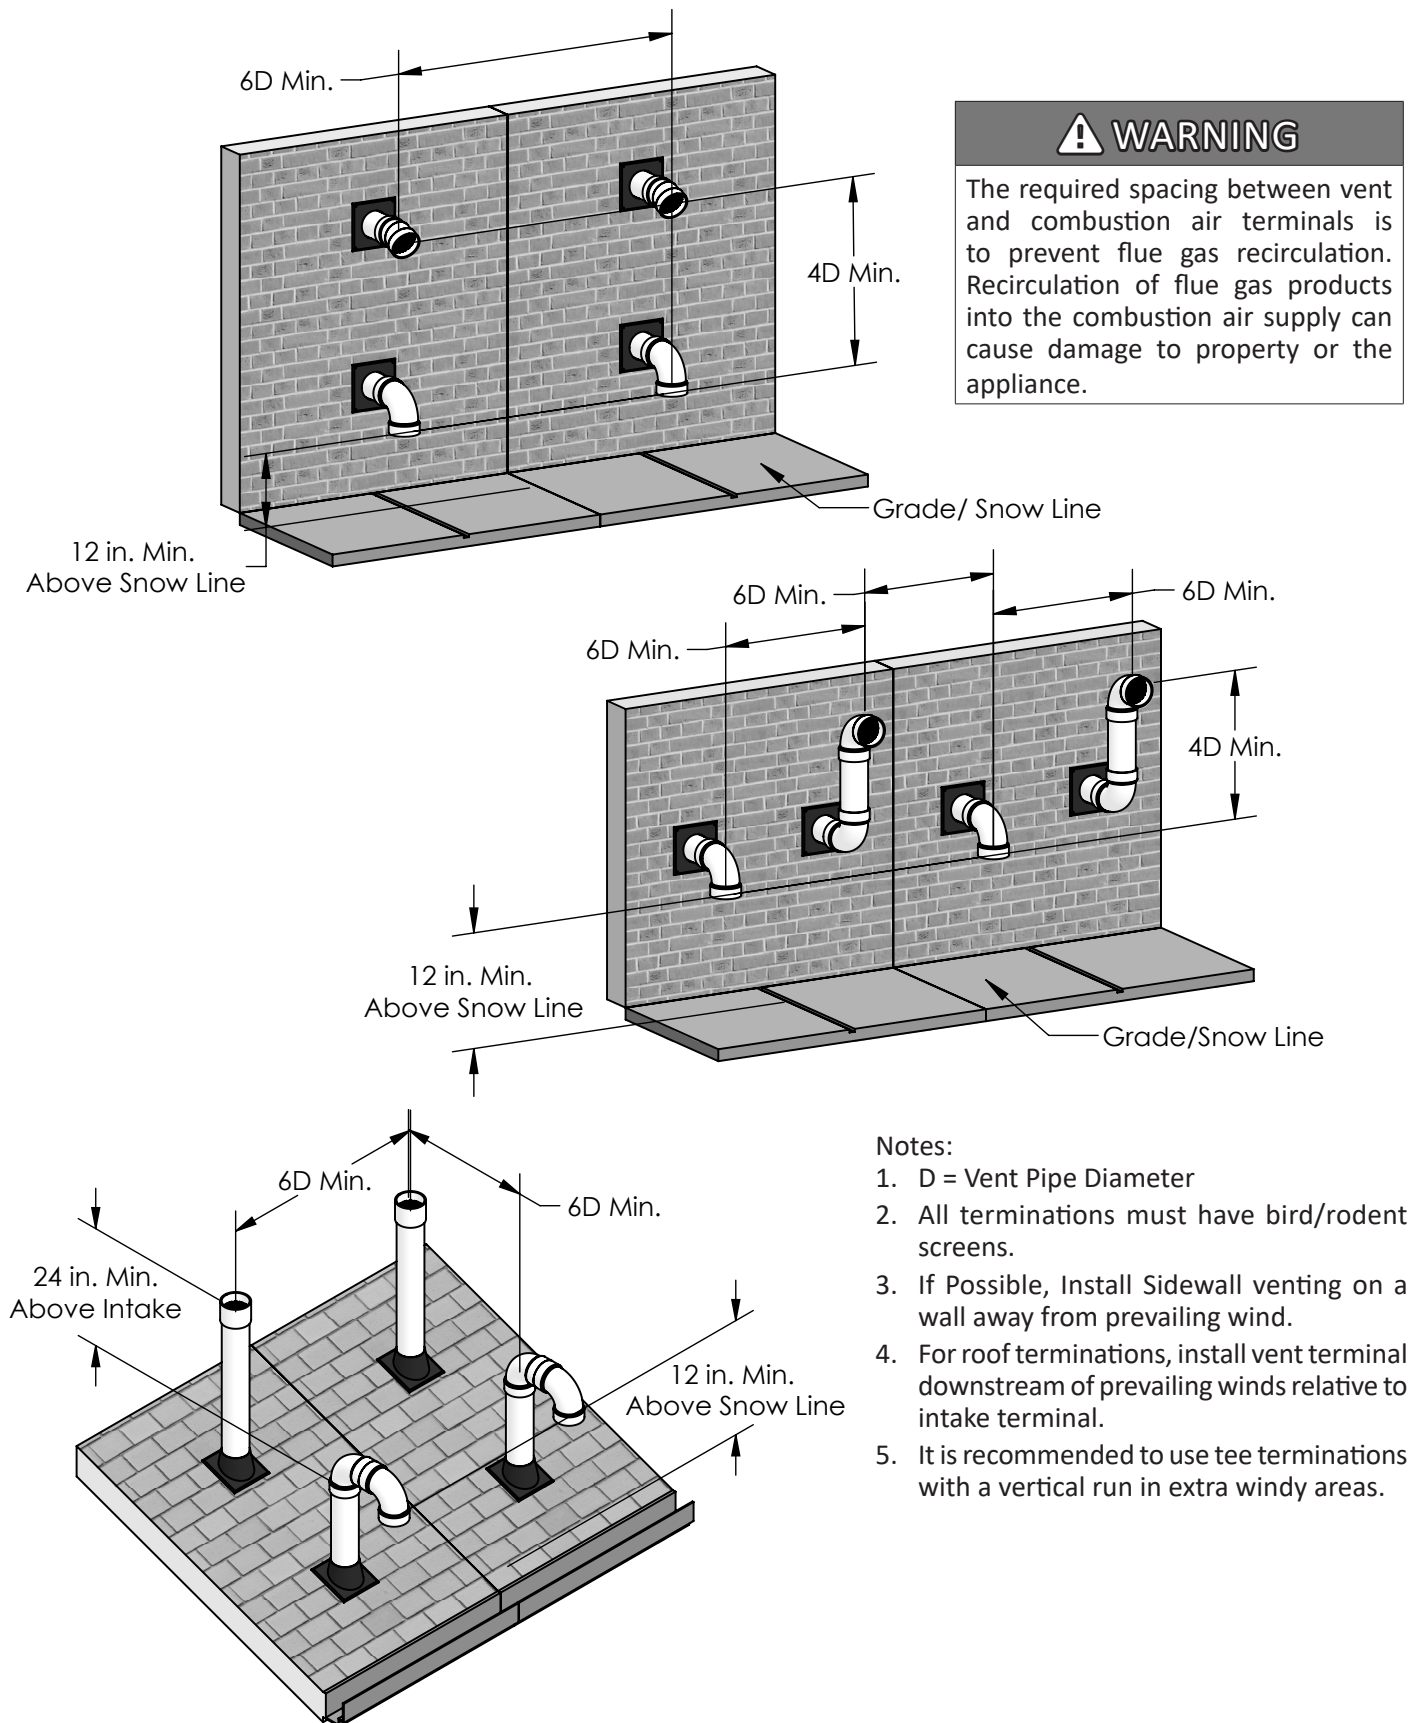 6D Min.
WARNING
The required spacing between vent
and combustion air terminals is
to prevent flue gas recirculation.
Recirculation of flue gas products
into the combustion air supply can
cause damage to property or the
appliance.
4D Min.
Grade/ Snow Line
12 in. Min.
Above Snow Line
6D Min.
6D Min.
6D Min.
4D Min.
12 in. Min.
Above Snow Line
Grade/Snow Line
6D Min.
6D Min.
24 in. Min.
Above Intake
12 in. Min.
Above Snow Line
Notes:
1. D = Vent Pipe Diameter
2. All terminations must have bird/rodent
screens.
3. If Possible, Install Sidewall venting on a
wall away from prevailing wind.
4. For roof terminations, install vent terminal
downstream of prevailing winds relative to
intake terminal.
5. It is recommended to use tee terminations
with a vertical run in extra windy areas.